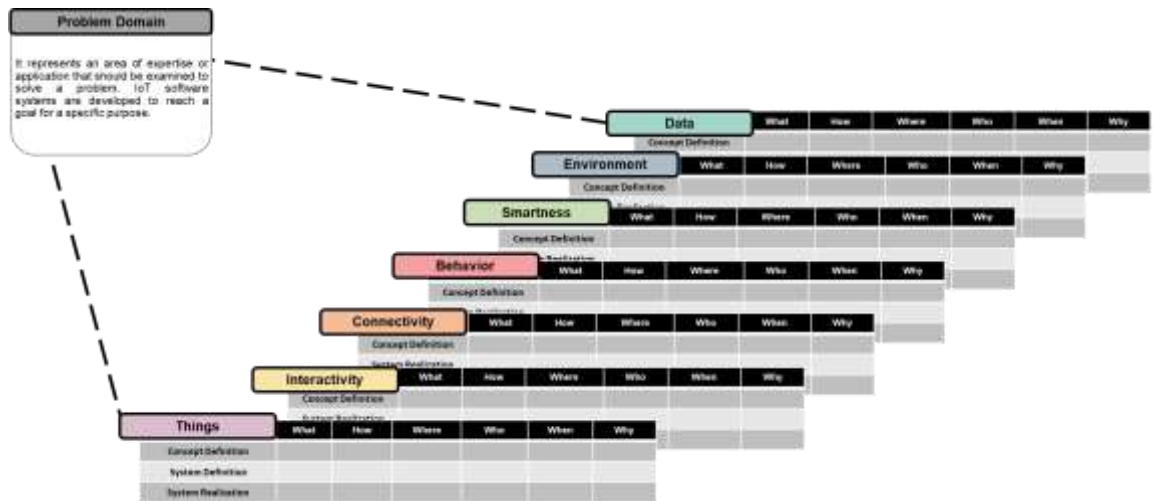 Problem Domain
It represents an area of expertise or
application that should be examined to
solve a problem. IoT software
systems are developed to reach a
goal for a specific purpose.
Data What How Where Who When Why
Concept Definition
Environment What How Where Who When Why
Concept Definition
Smartness What How Where Who When Why
Concept Definition
Behavior What How Where Who When Why
Concept Definition
Connectivity What How Where Who When Why
Concept Definition
System Realization
Interactivity What How Where Who When Why
Concept Definition
Things What How Where Who When Why
Concept Definition
System Definition
System Realization